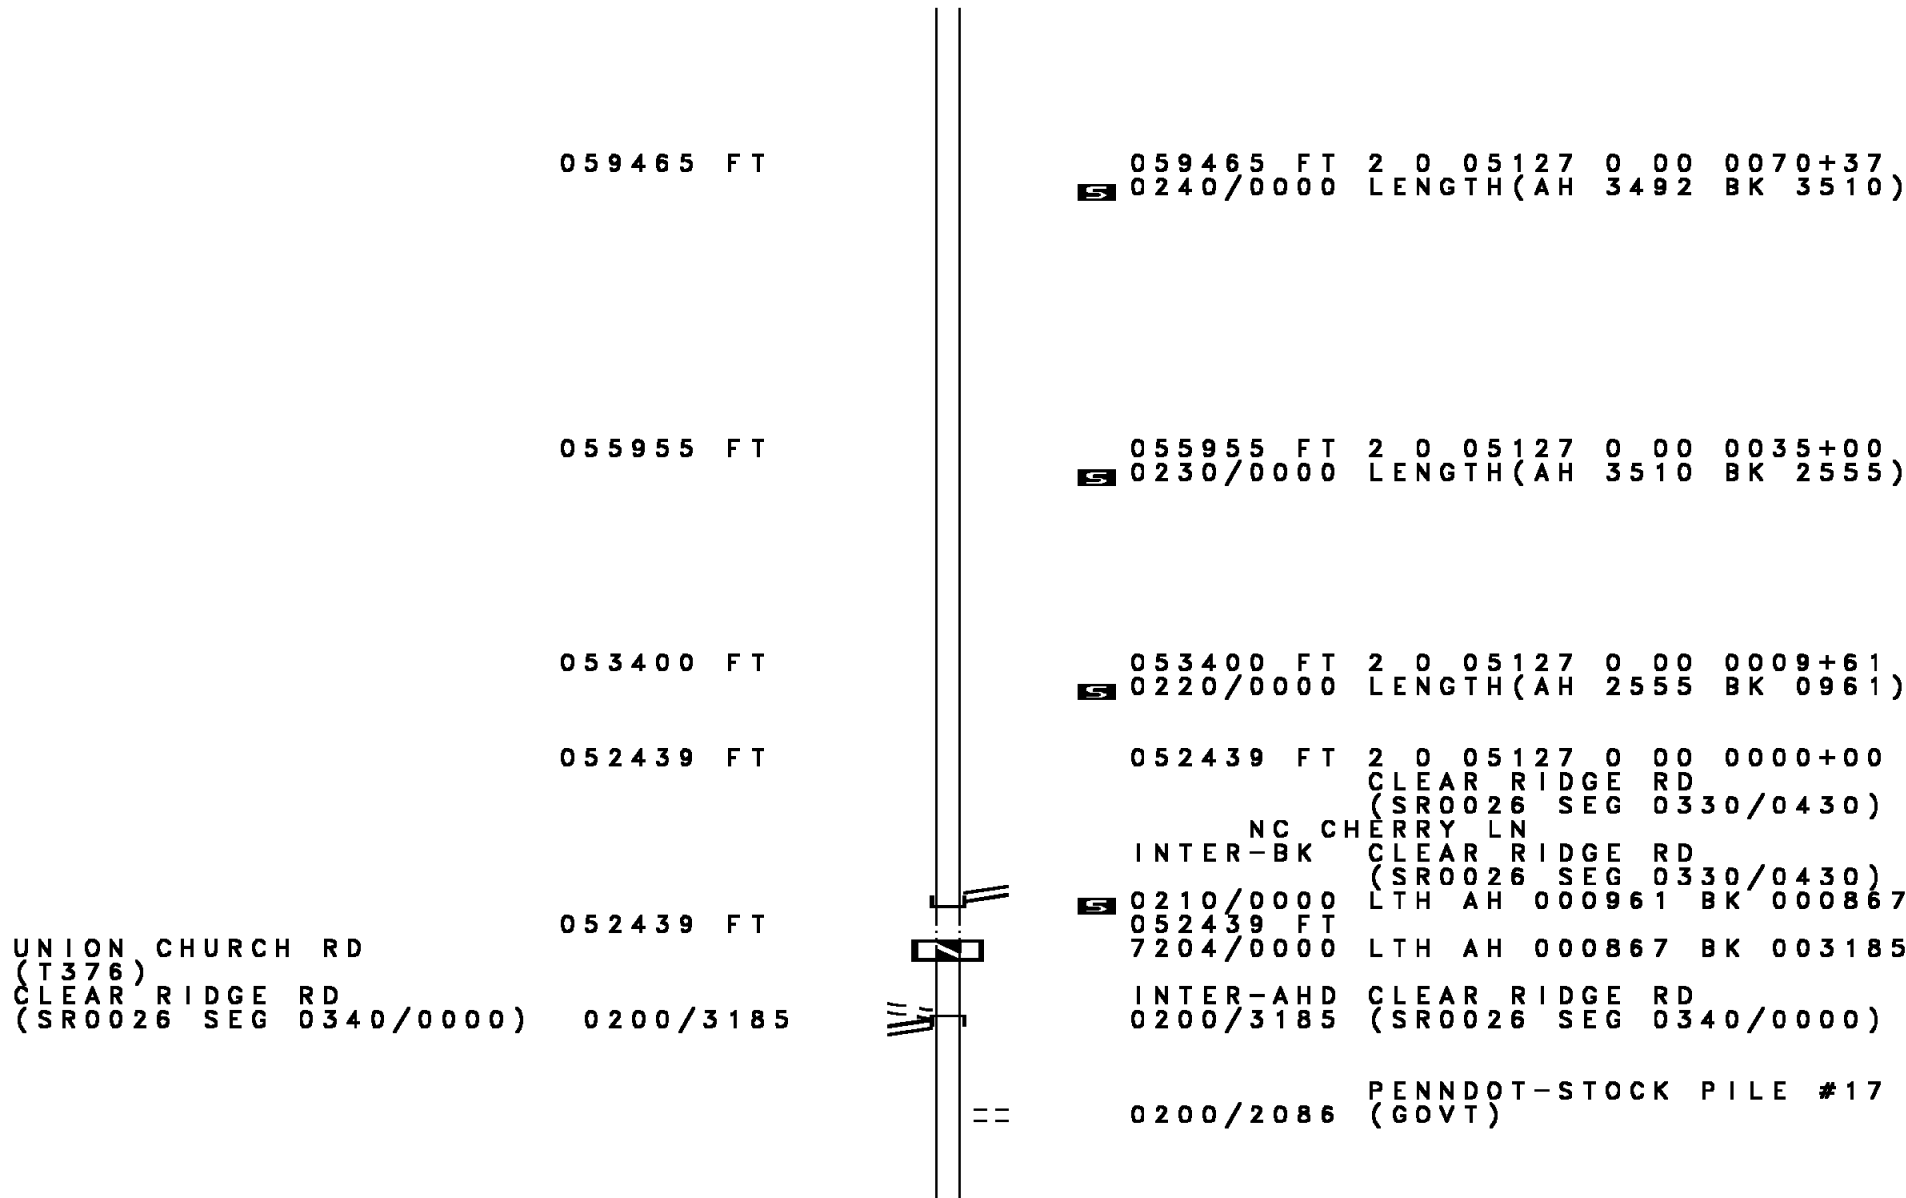 059465 FT 059465 FT 2 0 05127 0 00 0070+37
S 0240/0000 LENGTH(AH 3492 BK 3510)
055955 FT 055955 FT 2 0 05127 0 00 0035+00
S 0230/0000 LENGTH(AH 3510 BK 2555)
053400 FT 053400 FT 2 0 05127 0 00 0009+61
S 0220/0000 LENGTH(AH 2555 BK 0961)
052439 FT 052439 FT 2 0 05127 0 00 0000+00
CLEAR RIDGE RD
(SR0026 SEG 0330/0430)
NC CHERRY LN
INTER-BK CLEAR RIDGE RD
(SR0026 SEG 0330/0430)
S 0210/0000 LTH AH 000961 BK 000867
052439 FT 052439 FT
UNION CHURCH RD 7204/0000 LTH AH 000867 BK 003185
(T376)
CLEAR RIDGE RD INTER-AHD CLEAR RIDGE RD
(SR0026 SEG 0340/0000) 0200/3185 0200/3185 (SR0026 SEG 0340/0000)
PENNDOT-STOCK PILE #17
0200/2086 (GOVT)